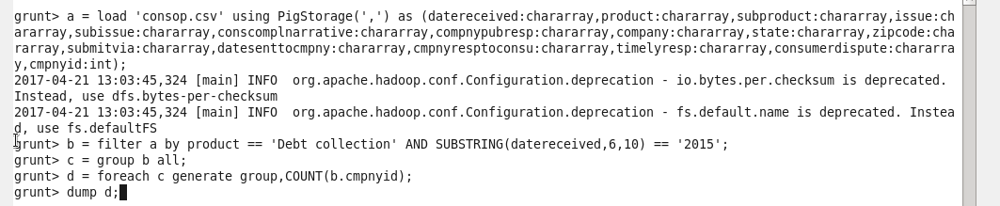 grunt> a = load 'consop.csv' using PigStorage(',') as (datereceived:chararray,product:chararray,subproduct:chararray,issue:ch
ararray,subissue:chararray,conscomplnarrative:chararray,compnypubresp:chararray,company:chararray,state:chararray,zipcode:cha
rarray,submitvia:chararray,datesenttocmpny:chararray,cmpnyresptoconsu:chararray,timelyresp:chararray,consumerdispute:chararra
y,cmpnyid:int);
2017-04-21 13:03:45,324 [main] INFO  org.apache.hadoop.conf.Configuration.deprecation - io.bytes.per.checksum is deprecated.
Instead, use dfs.bytes-per-checksum
2017-04-21 13:03:45,324 [main] INFO  org.apache.hadoop.conf.Configuration.deprecation - fs.default.name is deprecated. Instea
d, use fs.defaultFS
grunt> b = filter a by product == 'Debt collection' AND SUBSTRING(datereceived,6,10) == '2015';
grunt> c = group b all;
grunt> d = foreach c generate group,COUNT(b.cmpnyid);
grunt> dump d;